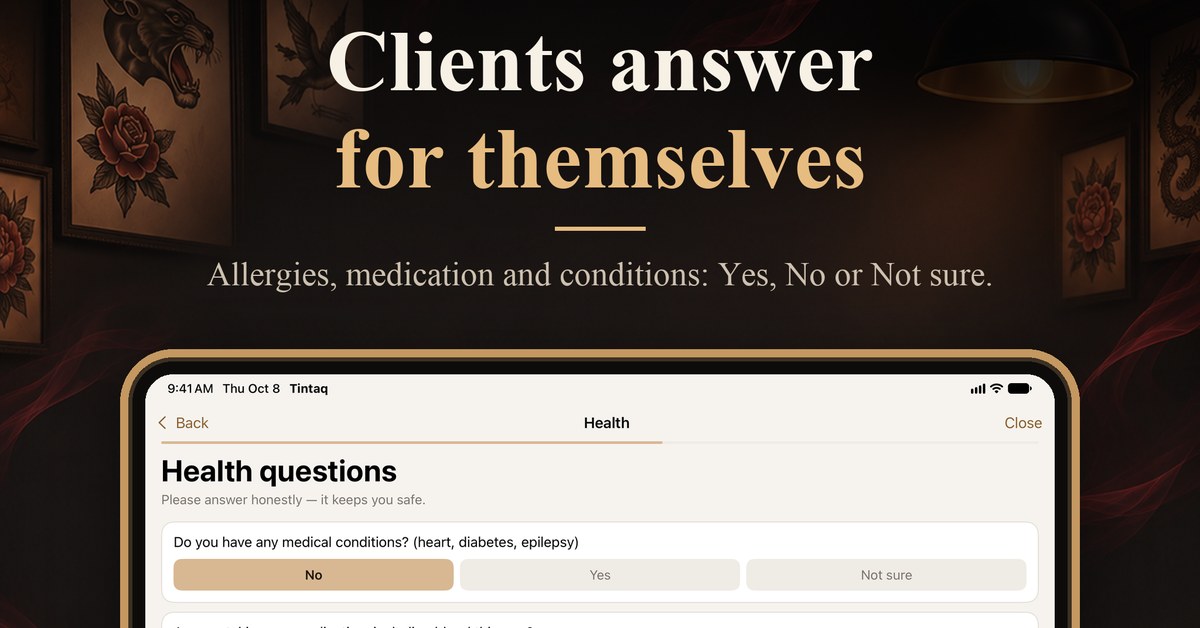 Clients answer
for themselves
Allergies, medication and conditions: Yes, No or Not sure.
9:41 AM Thu Oct 8 Tintaq
Back Health Close
Health questions
Please answer honestly — it keeps you safe.
Do you have any medical conditions? (heart, diabetes, epilepsy)
No Yes Not sure